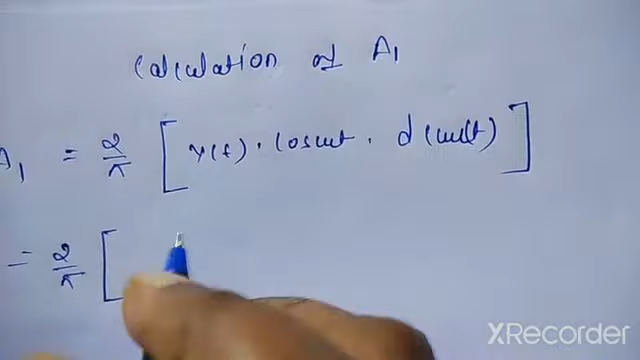 Calculation of A₁
A₁ = 2/π [ y(t) · cosωt · d(ωt) ]
= 2/π [
XRecorder